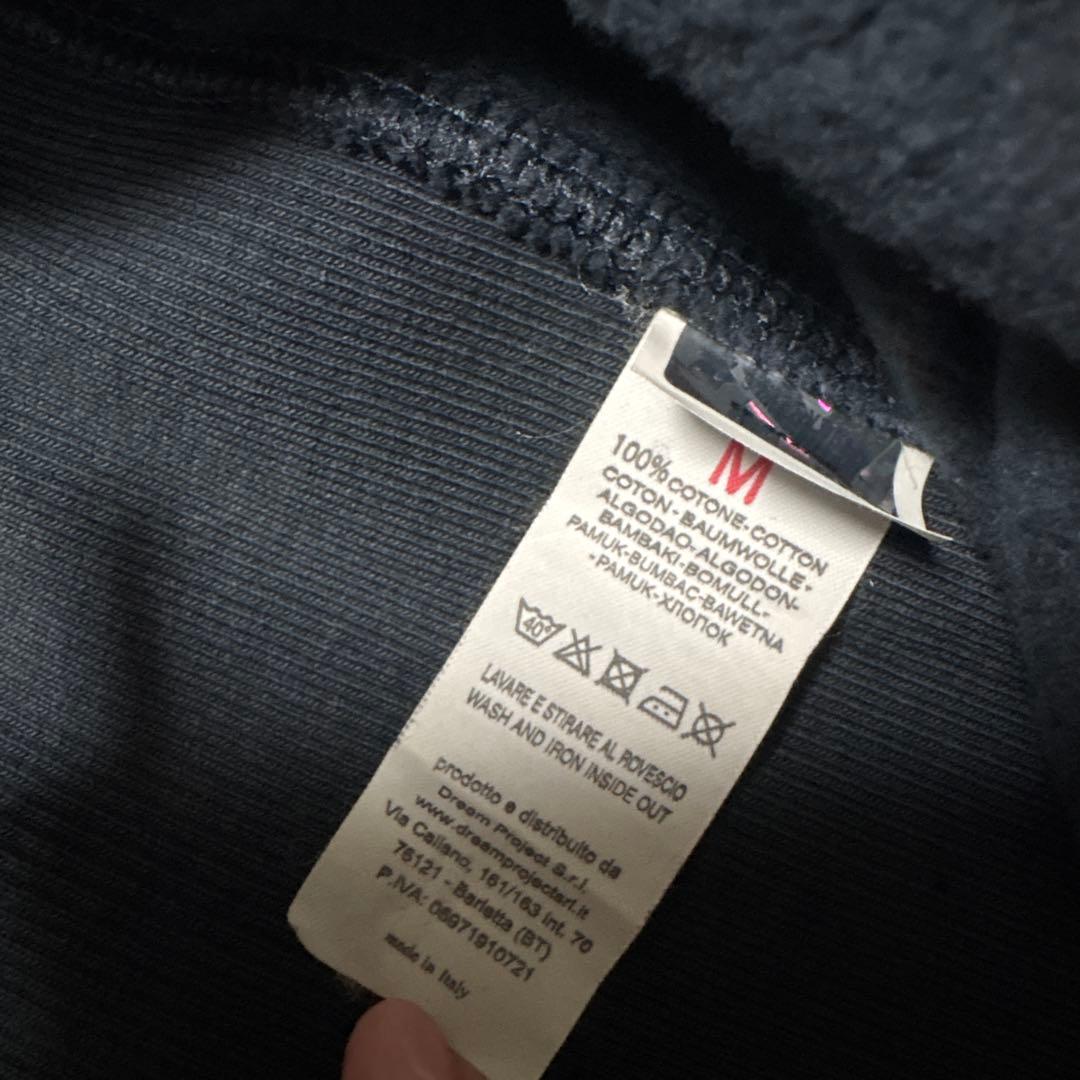 M
100% COTONE-COTTON
COTON-BAUMWOLLE-
ALGODAO-ALGODON-
BAMBAKI-BOMULL-
PAMUK-BUMBAC-BAWETNA
-PAMUK-ХЛОПОК
40°
LAVARE E STIRARE AL ROVESCIO
WASH AND IRON INSIDE OUT
prodotto e distribuito da
Dream Project S.r.l.
www.dreamprojectsrl.it
Via Callano, 161/163 int. 70
76121 - Barletta (BT)
P.IVA: 06971910721
made in Italy